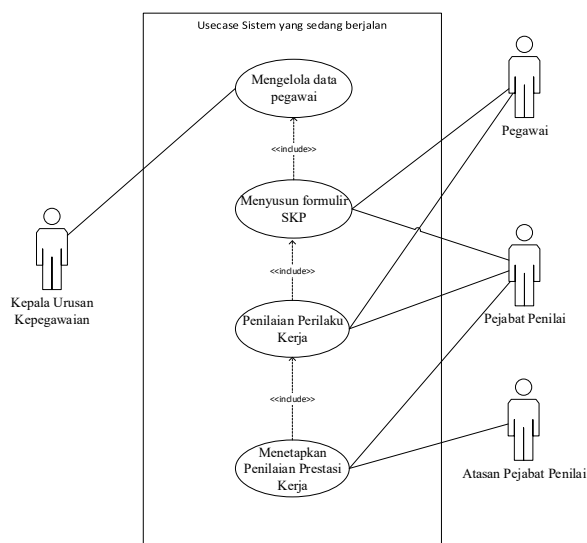 Usecase Sistem yang sedang berjalan
Mengelola data
pegawai
Pegawai
<<include>>
Menyusun formulir
SKP
Kepala Urusan
Kepegawaian
<<include>>
Penilaian Perilaku
Kerja
Pejabat Penilai
<<include>>
Menetapkan
Penilaian Prestasi
Kerja
Atasan Pejabat Penilai